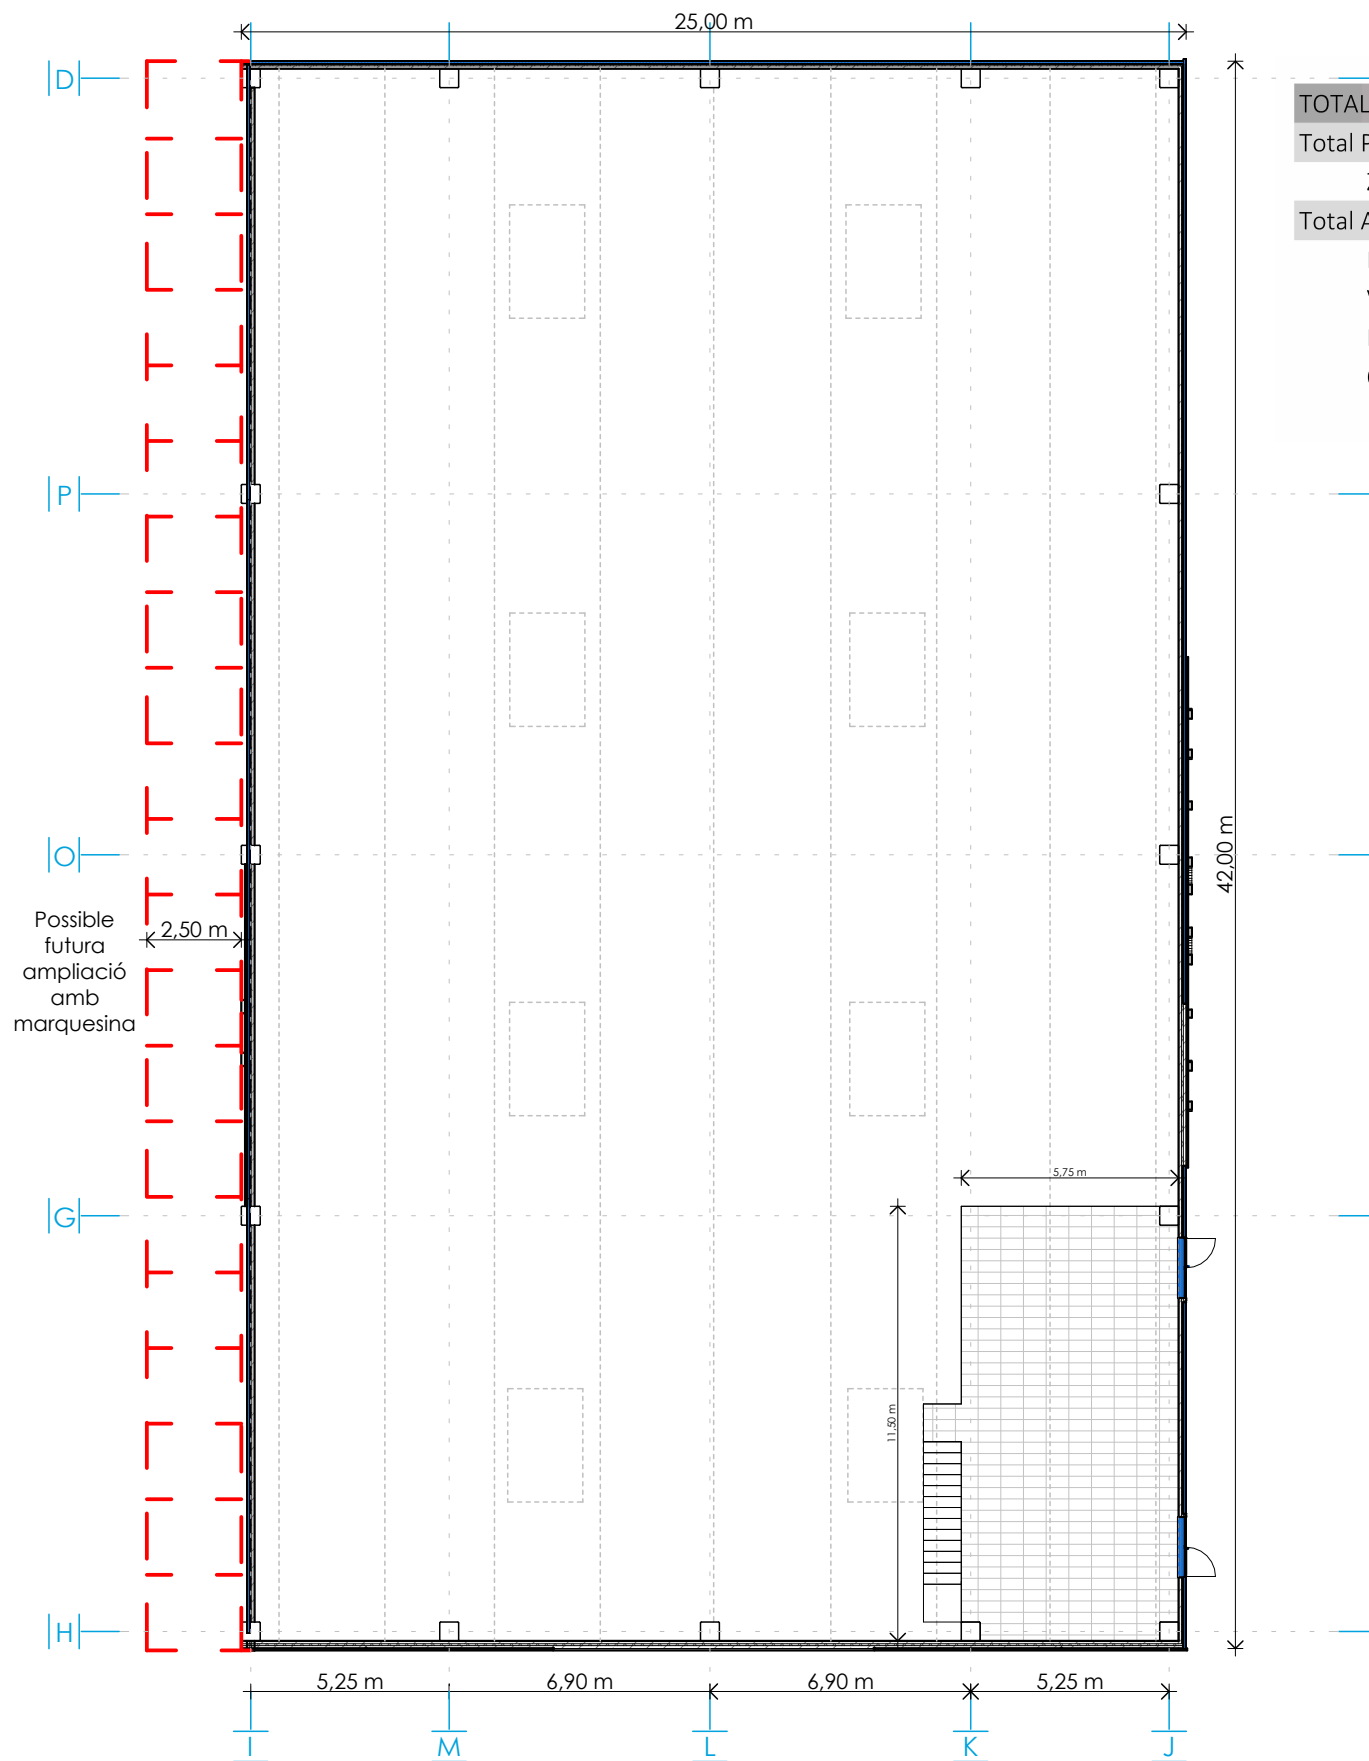 25,00 m
D
TOTAL
Total
Total
P
O
42,00 m
Possible
futura
ampliació
amb
marquesina
2,50 m
5,75 m
G
11,50 m
H
5,25 m
6,90 m
6,90 m
5,25 m
I
M
L
K
J